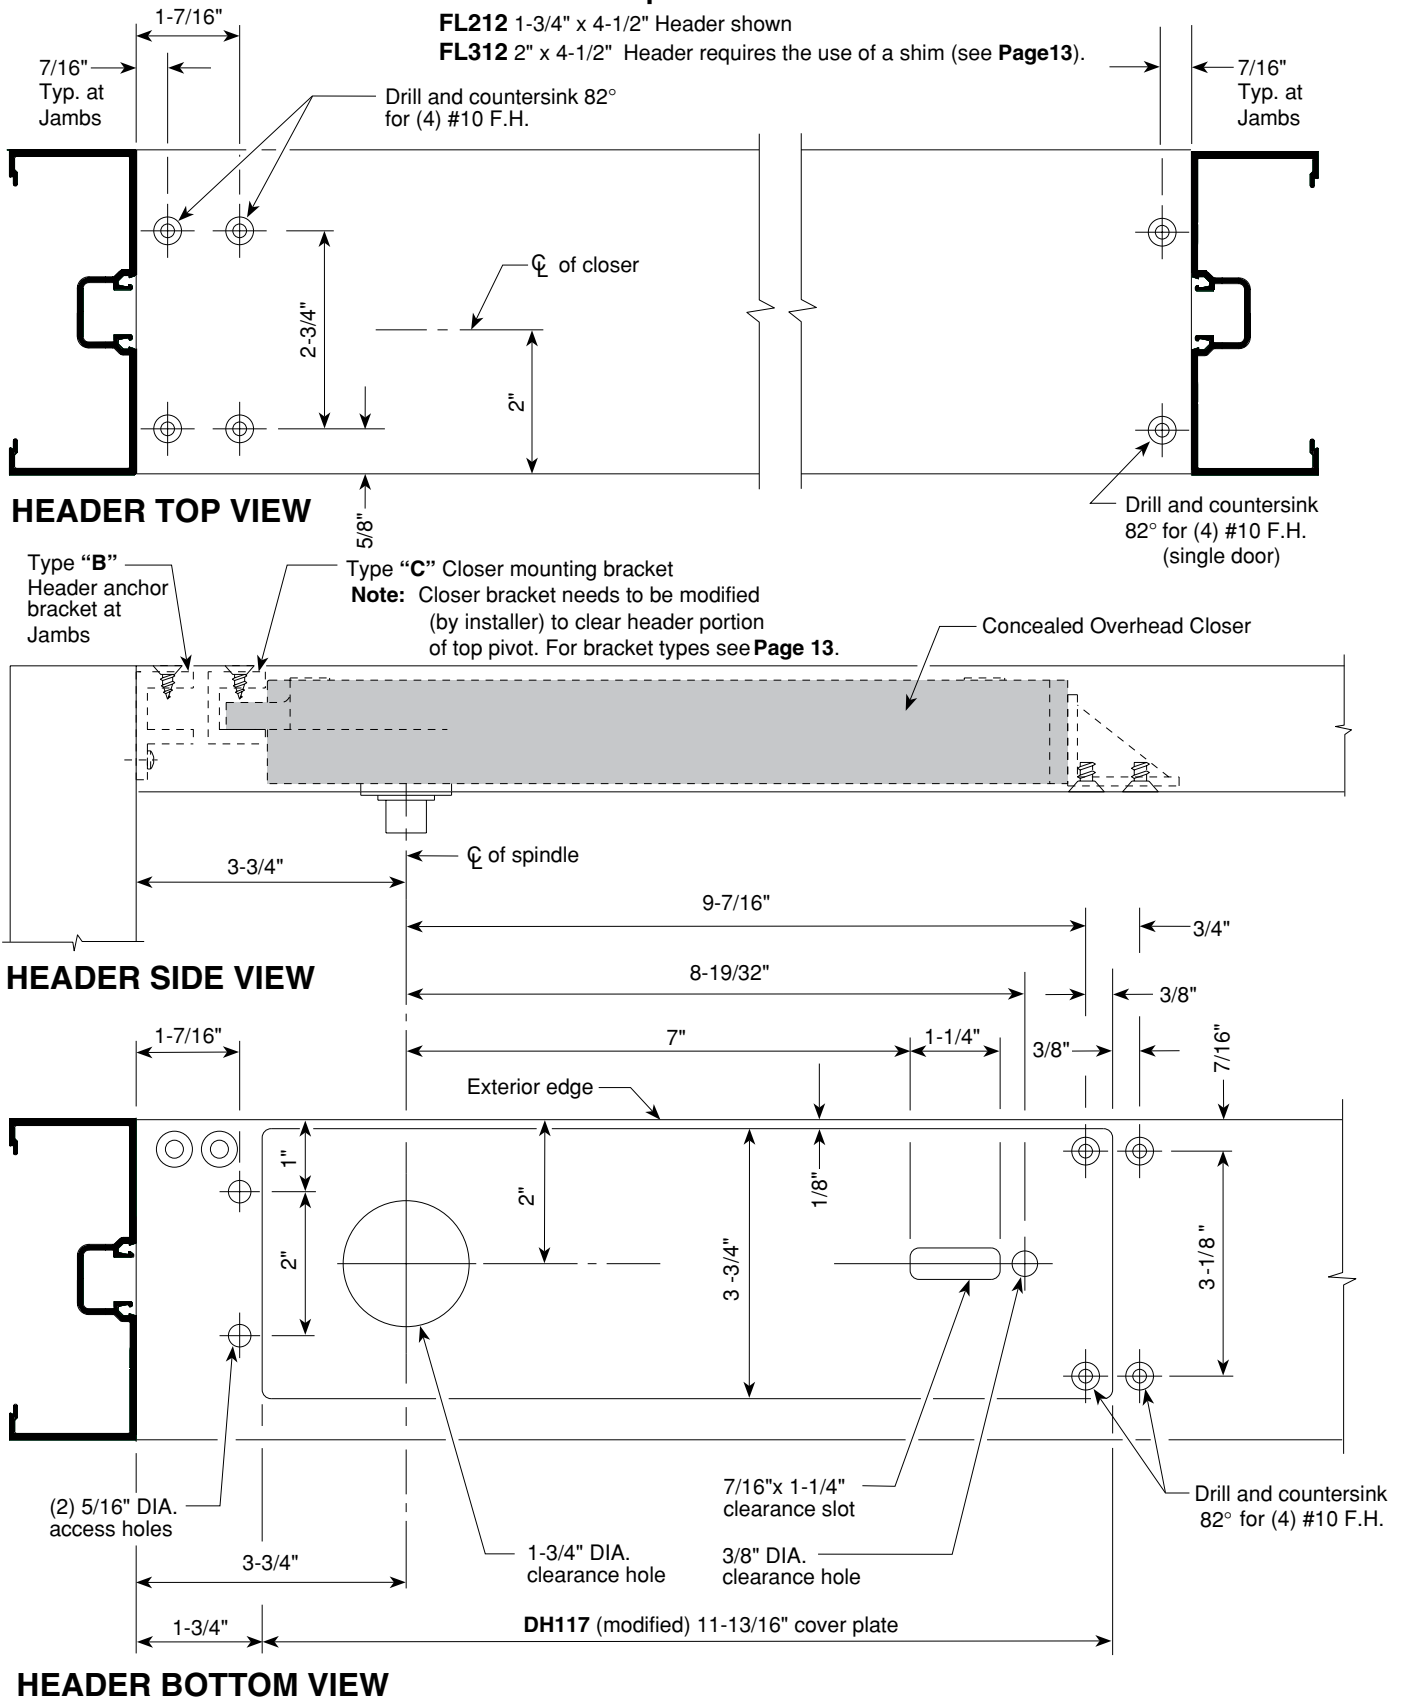 FL212 1-3/4" x 4-1/2" Header shown
FL312 2" x 4-1/2" Header requires the use of a shim (see Page13).
1-7/16"
7/16"
Typ. at
Jambs
Drill and countersink 82°
for (4) #10 F.H.
7/16"
Typ. at
Jambs
℄ of closer
2-3/4"
2"
5/8"
HEADER TOP VIEW
Drill and countersink
82° for (4) #10 F.H.
(single door)
Type “B”
Header anchor
bracket at
Jambs
Type “C” Closer mounting bracket
Note: Closer bracket needs to be modified
(by installer) to clear header portion
of top pivot. For bracket types see Page 13.
Concealed Overhead Closer
℄ of spindle
3-3/4"
9-7/16"
3/4"
HEADER SIDE VIEW
8-19/32"
3/8"
1-7/16"
7"
1-1/4"
3/8"
7/16"
Exterior edge
1"
2"
1/8"
2"
3 -3/4"
3 -1/8 "
(2) 5/16" DIA.
access holes
7/16"x 1-1/4"
clearance slot
Drill and countersink
82° for (4) #10 F.H.
1-3/4" DIA.
clearance hole
3/8" DIA.
clearance hole
3-3/4"
1-3/4"
DH117 (modified) 11-13/16" cover plate
HEADER BOTTOM VIEW